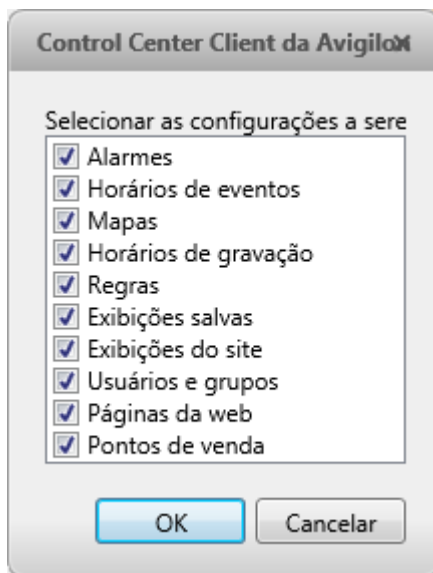 Control Center Client da Avigilon
Selecionar as configurações a sere
Alarmes
Horários de eventos
Mapas
Horários de gravação
Regras
Exibições salvas
Exibições do site
Usuários e grupos
Páginas da web
Pontos de venda
OK
Cancelar